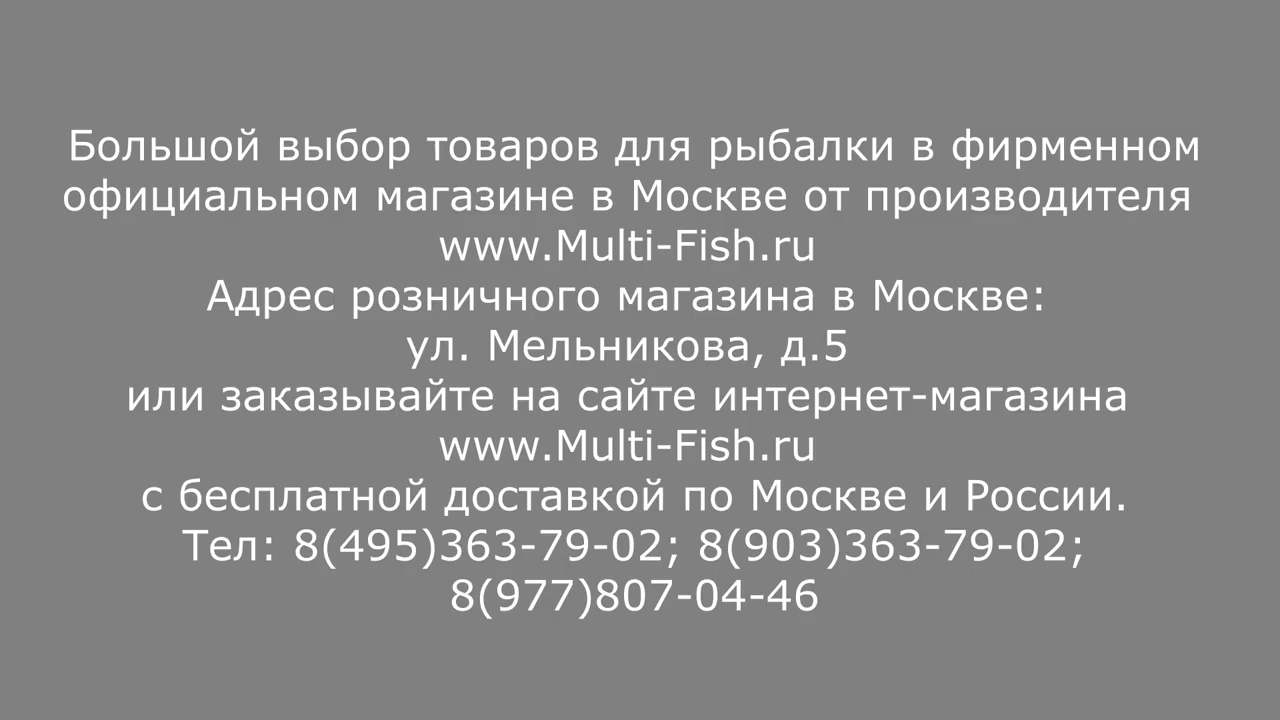 Большой выбор товаров для рыбалки в фирменном
официальном магазине в Москве от производителя
www.Multi-Fish.ru
Адрес розничного магазина в Москве:
ул. Мельникова, д.5
или заказывайте на сайте интернет-магазина
www.Multi-Fish.ru
с бесплатной доставкой по Москве и России.
Тел: 8(495)363-79-02; 8(903)363-79-02;
8(977)807-04-46